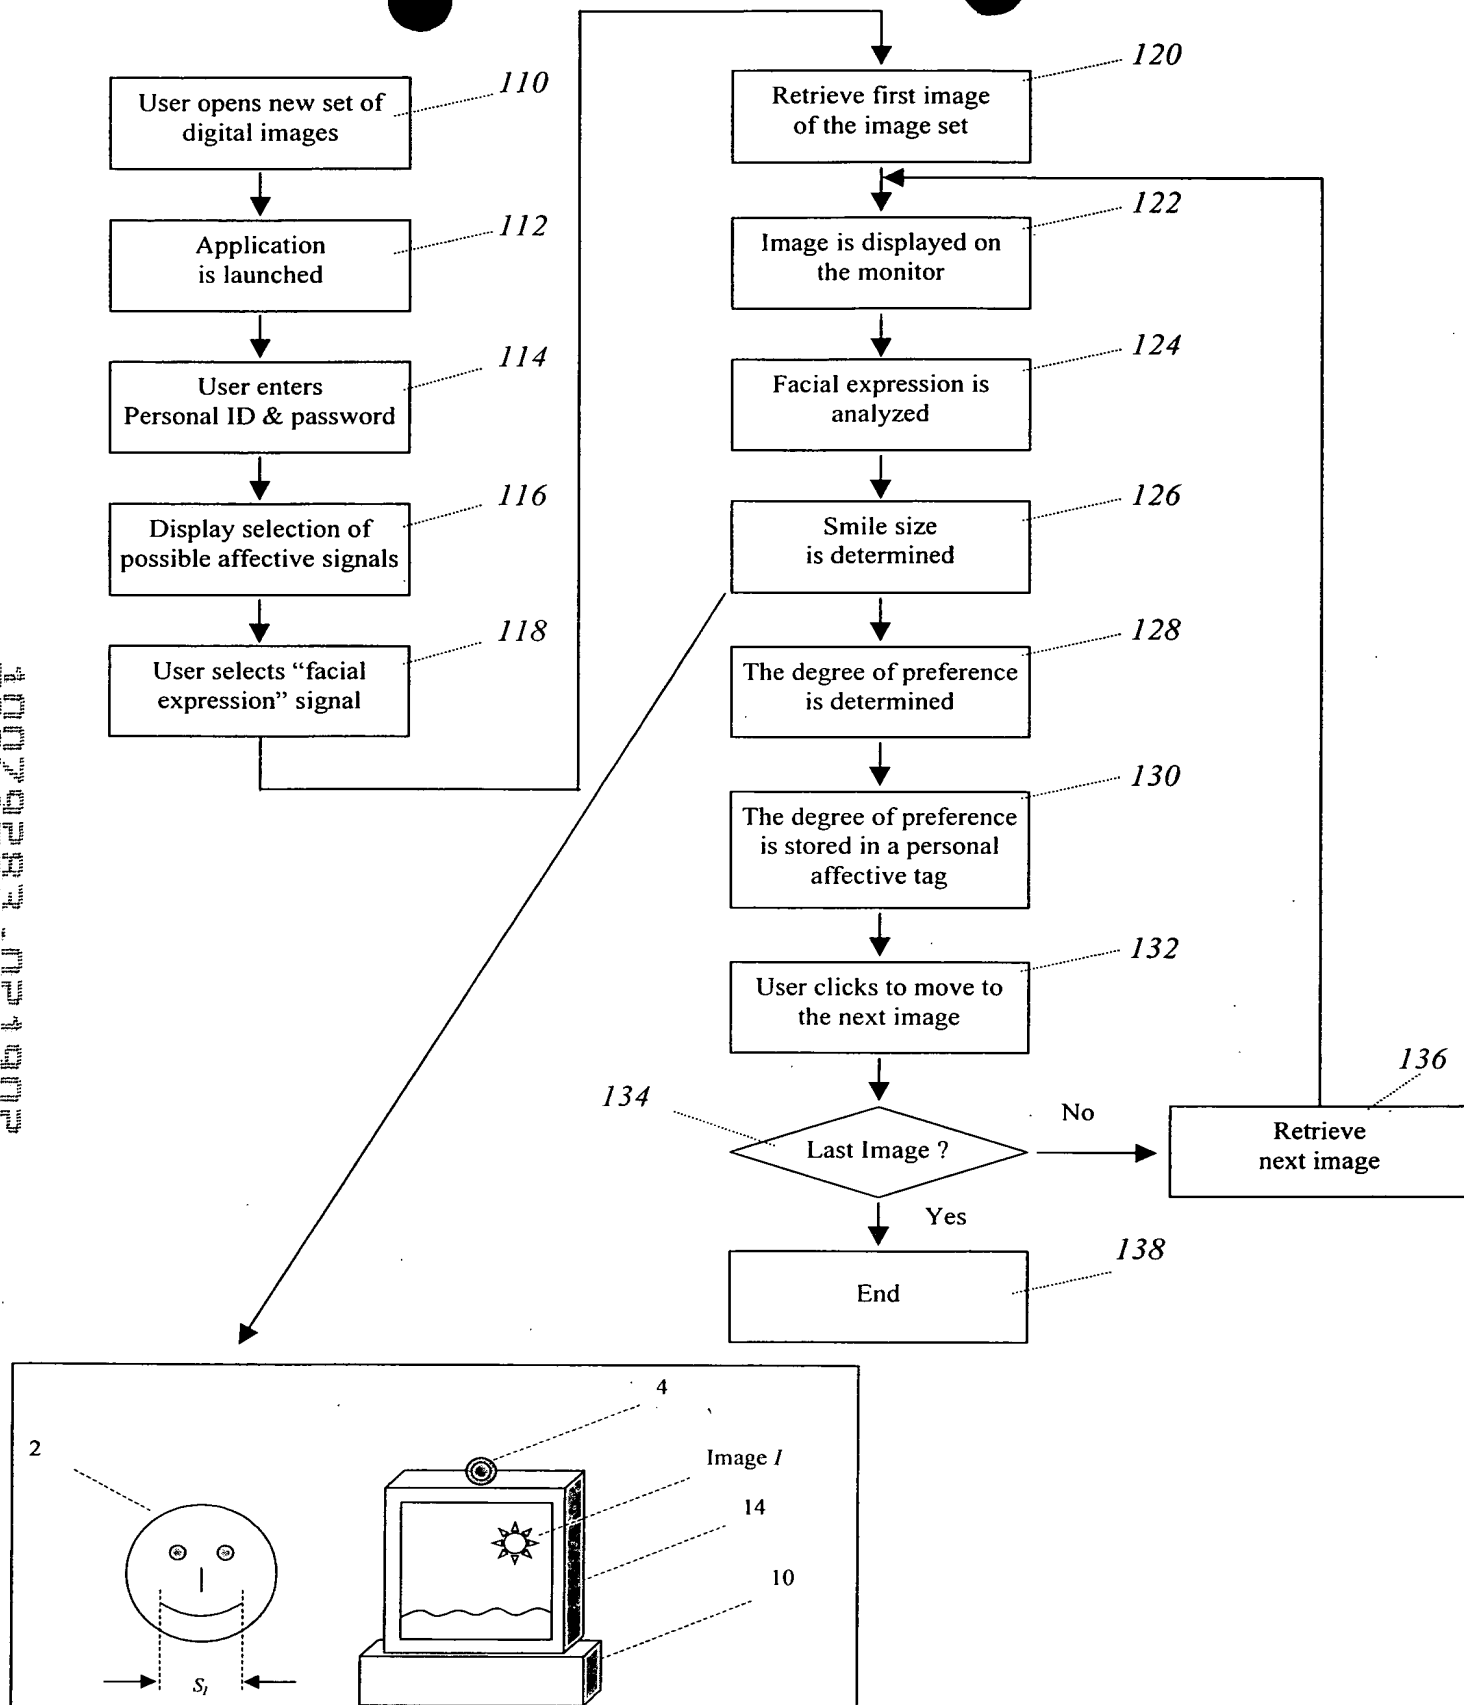 110
User opens new set of
digital images
112
Application
is launched
114
User enters
Personal ID & password
116
Display selection of
possible affective signals
118
User selects “facial
expression” signal
120
Retrieve first image
of the image set
122
Image is displayed on
the monitor
124
Facial expression is
analyzed
126
Smile size
is determined
128
The degree of preference
is determined
130
The degree of preference
is stored in a personal
affective tag
132
User clicks to move to
the next image
134
Last Image ?
No
136
Retrieve
next image
Yes
138
End
2
4
Image I
14
10